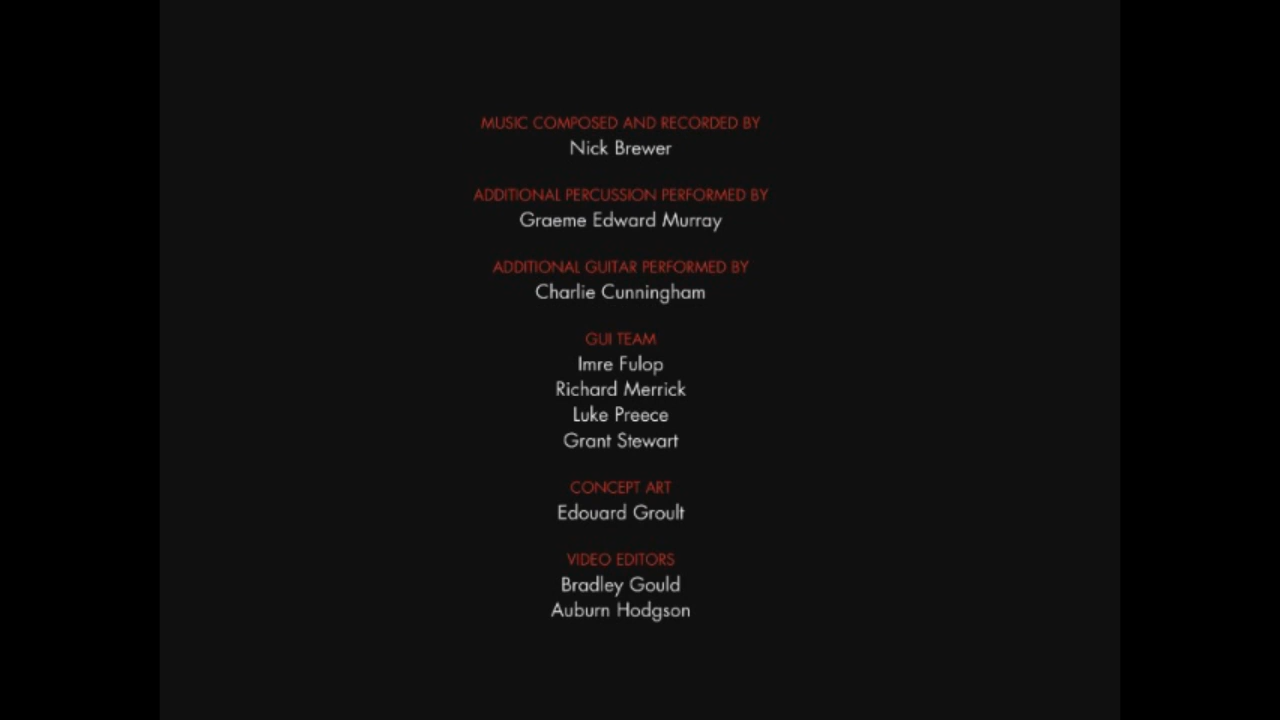 MUSIC COMPOSED AND RECORDED BY
Nick Brewer
ADDITIONAL PERCUSSION PERFORMED BY
Graeme Edward Murray
ADDITIONAL GUITAR PERFORMED BY
Charlie Cunningham
GUI TEAM
Imre Fulop
Richard Merrick
Luke Preece
Grant Stewart
CONCEPT ART
Edouard Groult
VIDEO EDITORS
Bradley Gould
Auburn Hodgson